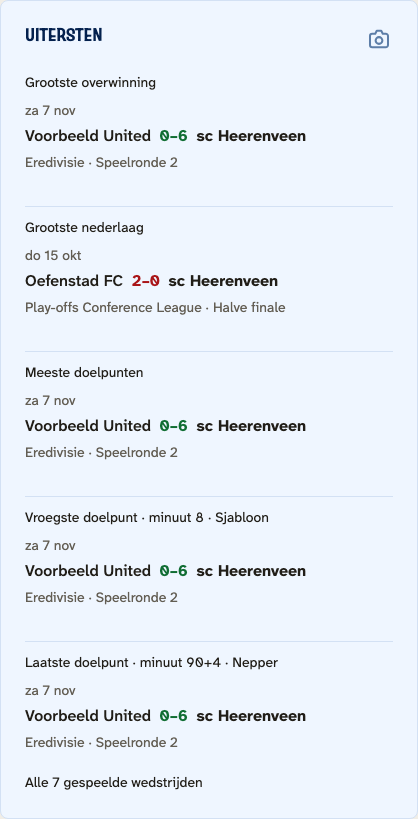 UITERSTEN
Grootste overwinning
za 7 nov
Voorbeeld United 0–6 sc Heerenveen
Eredivisie · Speelronde 2
Grootste nederlaag
do 15 okt
Oefenstad FC 2–0 sc Heerenveen
Play-offs Conference League · Halve finale
Meeste doelpunten
za 7 nov
Voorbeeld United 0–6 sc Heerenveen
Eredivisie · Speelronde 2
Vroegste doelpunt · minuut 8 · Sjabloon
za 7 nov
Voorbeeld United 0–6 sc Heerenveen
Eredivisie · Speelronde 2
Laatste doelpunt · minuut 90+4 · Nepper
za 7 nov
Voorbeeld United 0–6 sc Heerenveen
Eredivisie · Speelronde 2
Alle 7 gespeelde wedstrijden